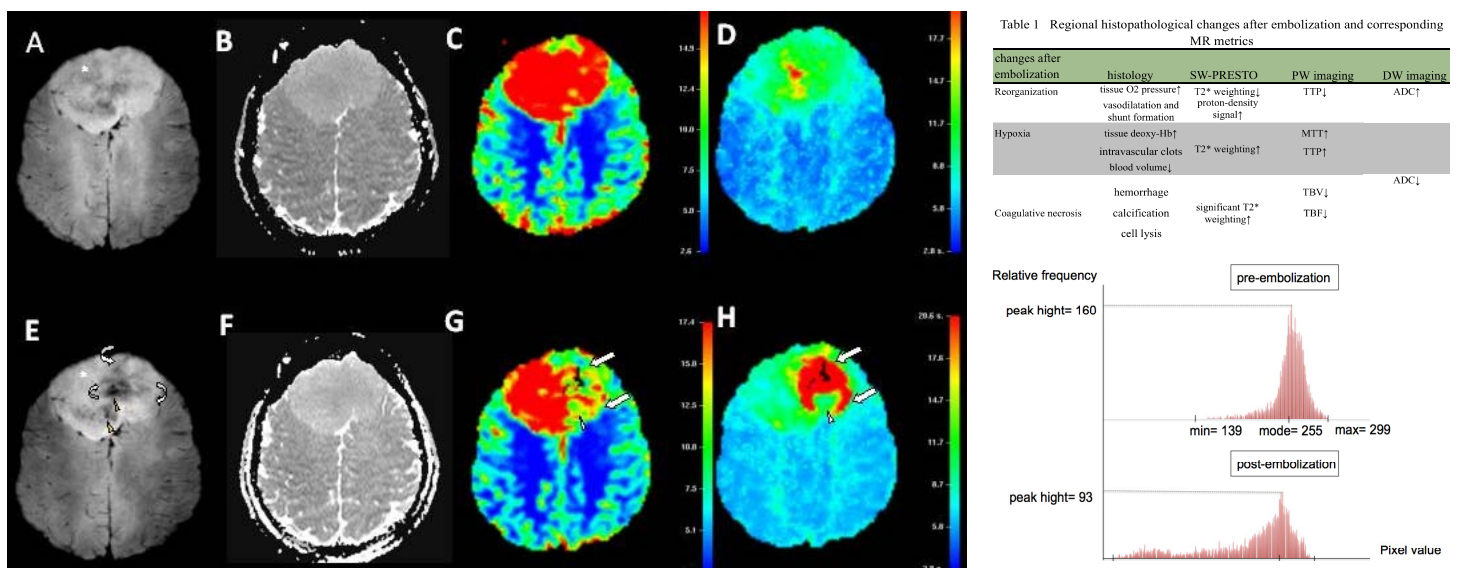 A
B
C
D
14.9
12.4
10.0
7.5
5.0
2.6
17.7
14.7
11.7
8.8
5.8
2.8 s.
E
F
G
H
17.4
15.0
12.5
10.0
7.5
5.1
20.6 s.
17.6
14.7
11.7
8.7
5.8
2.8 s.
Table 1 Regional histopathological changes after embolization and corresponding
MR metrics
changes after
embolization histology SW-PRESTO PW imaging DW imaging
Reorganization tissue O2 pressure↑ T2* weighting↓ TTP↓ ADC↑
vasodilatation and proton-density
shunt formation signal↑
Hypoxia tissue deoxy-Hb↑ MTT↑
intravascular clots T2* weighting↑ TTP↑
blood volume↓
ADC↓
hemorrhage TBV↓
Coagulative necrosis calcification significant T2* TBF↓
weighting↑
cell lysis
Relative frequency
pre-embolization
peak hight= 160
min= 139 mode= 255 max= 299
post-embolization
peak hight= 93
Pixel value